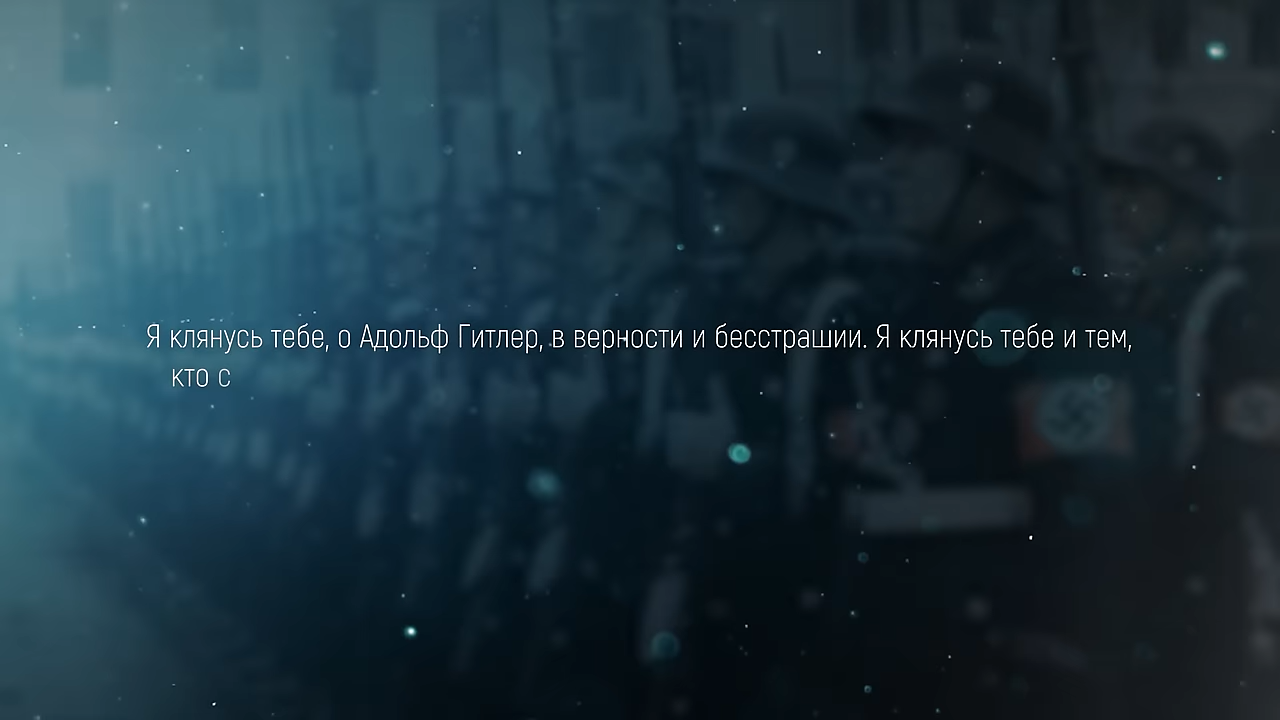 Я клянусь тебе, о Адольф Гитлер, в верности и бесстрашии. Я клянусь тебе и тем,
кто с